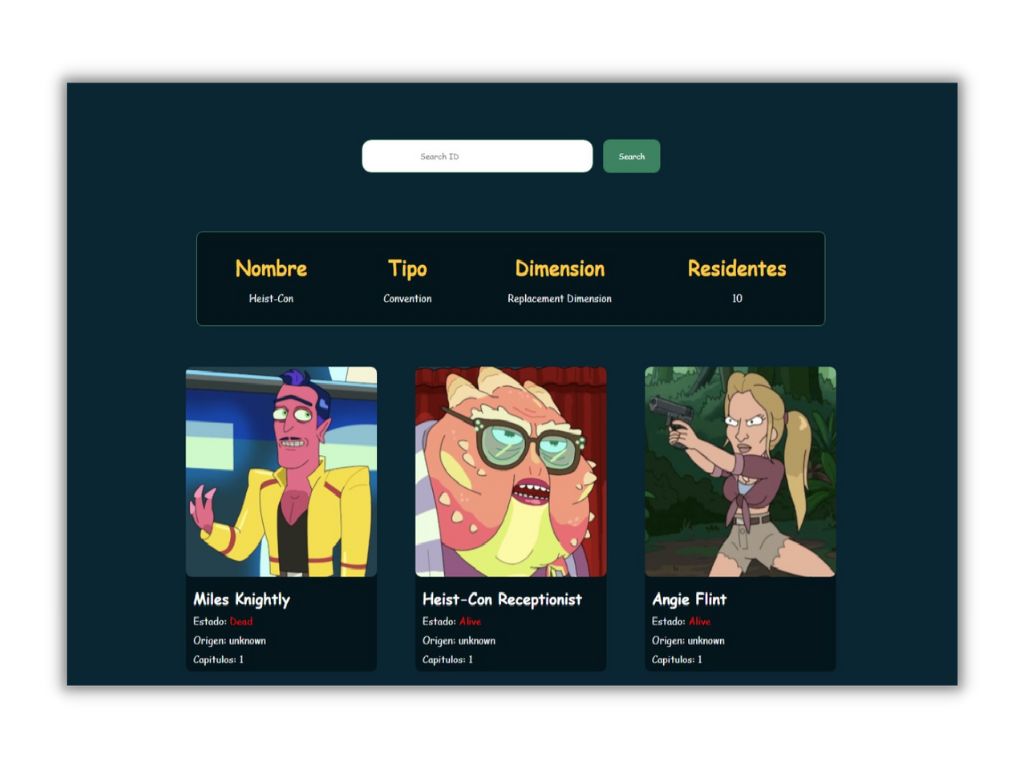 Search ID
Search
Nombre Tipo Dimension Residentes
Heist-Con Convention Replacement Dimension 10
Miles Knightly
Estado: Dead
Origen: unknown
Capitulos: 1
Heist-Con Receptionist
Estado: Alive
Origen: unknown
Capitulos: 1
Angie Flint
Estado: Alive
Origen: unknown
Capitulos: 1